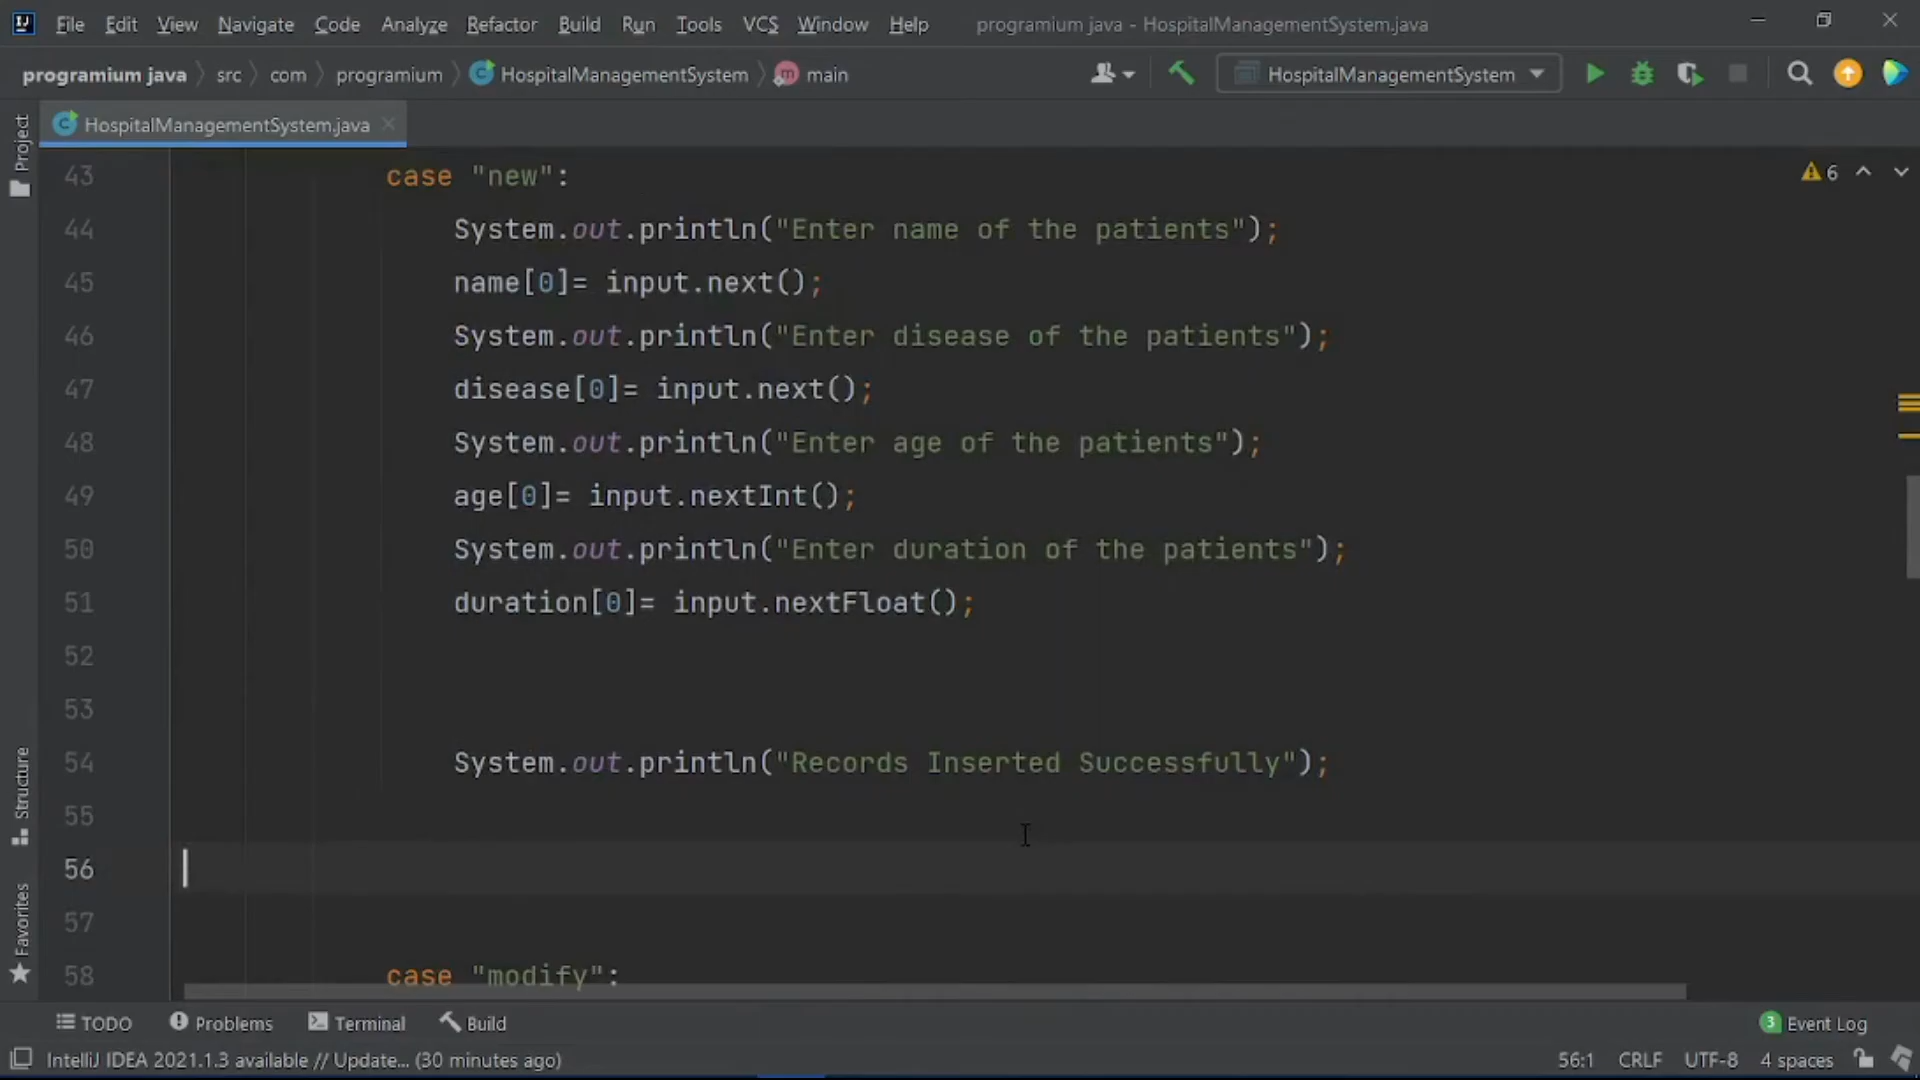 File Edit View Navigate Code Analyze Refactor Build Run Tools VCS Window Help programium java - HospitalManagementSystem.java
programium java src com programium HospitalManagementSystem main HospitalManagementSystem
Project
HospitalManagementSystem.java
43 case "new":
6
44 System.out.println("Enter name of the patients");
45 name[0]= input.next();
46 System.out.println("Enter disease of the patients");
47 disease[0]= input.next();
48 System.out.println("Enter age of the patients");
49 age[0]= input.nextInt();
50 System.out.println("Enter duration of the patients");
51 duration[0]= input.nextFloat();
52
53
54 System.out.println("Records Inserted Successfully");
55
56
57
58 case "modify":
Structure
Favorites
TODO Problems Terminal Build 3 Event Log
IntelliJ IDEA 2021.1.3 available // Update... (30 minutes ago) 56:1 CRLF UTF-8 4 spaces